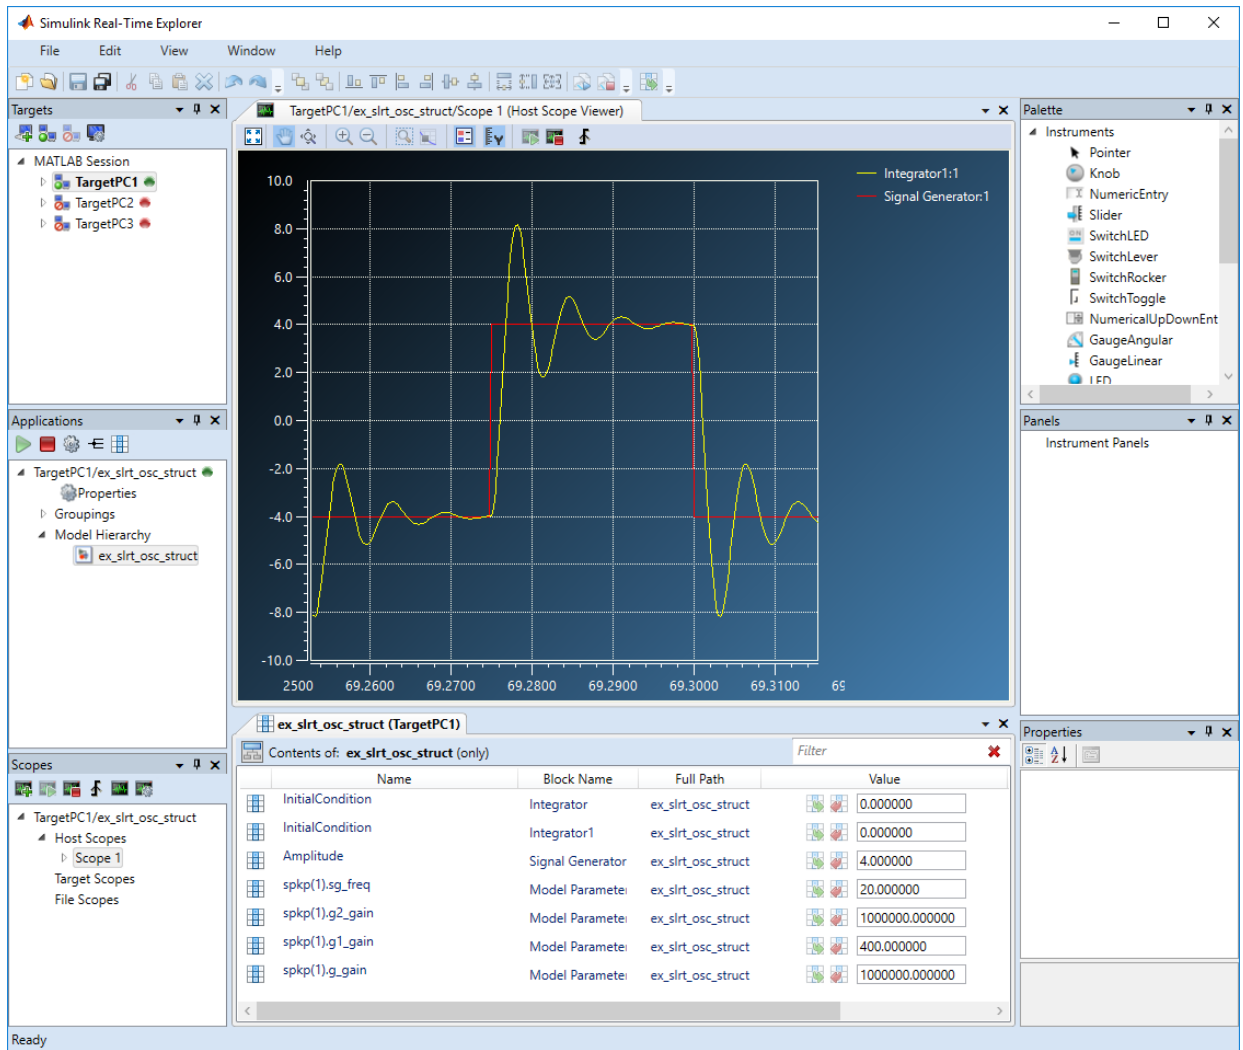 Simulink Real-Time Explorer
File Edit View Window Help
Targets
MATLAB Session
TargetPC1
TargetPC2
TargetPC3
Applications
TargetPC1/ex_slrt_osc_struct
Properties
Groupings
Model Hierarchy
ex_slrt_osc_struct
Scopes
TargetPC1/ex_slrt_osc_struct
Host Scopes
Scope 1
Target Scopes
File Scopes
TargetPC1/ex_slrt_osc_struct/Scope 1 (Host Scope Viewer)
Integrator1:1
Signal Generator:1
10.0
8.0
6.0
4.0
2.0
0.0
-2.0
-4.0
-6.0
-8.0
-10.0
2500 69.2600 69.2700 69.2800 69.2900 69.3000 69.3100 69
ex_slrt_osc_struct (TargetPC1)
Contents of: ex_slrt_osc_struct (only) Filter
Name Block Name Full Path Value
InitialCondition Integrator ex_slrt_osc_struct 0.000000
InitialCondition Integrator1 ex_slrt_osc_struct 0.000000
Amplitude Signal Generator ex_slrt_osc_struct 4.000000
spkp(1).sg_freq Model Parameter ex_slrt_osc_struct 20.000000
spkp(1).g2_gain Model Parameter ex_slrt_osc_struct 1000000.000000
spkp(1).g1_gain Model Parameter ex_slrt_osc_struct 400.000000
spkp(1).g_gain Model Parameter ex_slrt_osc_struct 1000000.000000
Palette
Instruments
Pointer
Knob
NumericEntry
Slider
SwitchLED
SwitchLever
SwitchRocker
SwitchToggle
NumericalUpDownEnt
GaugeAngular
GaugeLinear
LED
Panels
Instrument Panels
Properties
Ready